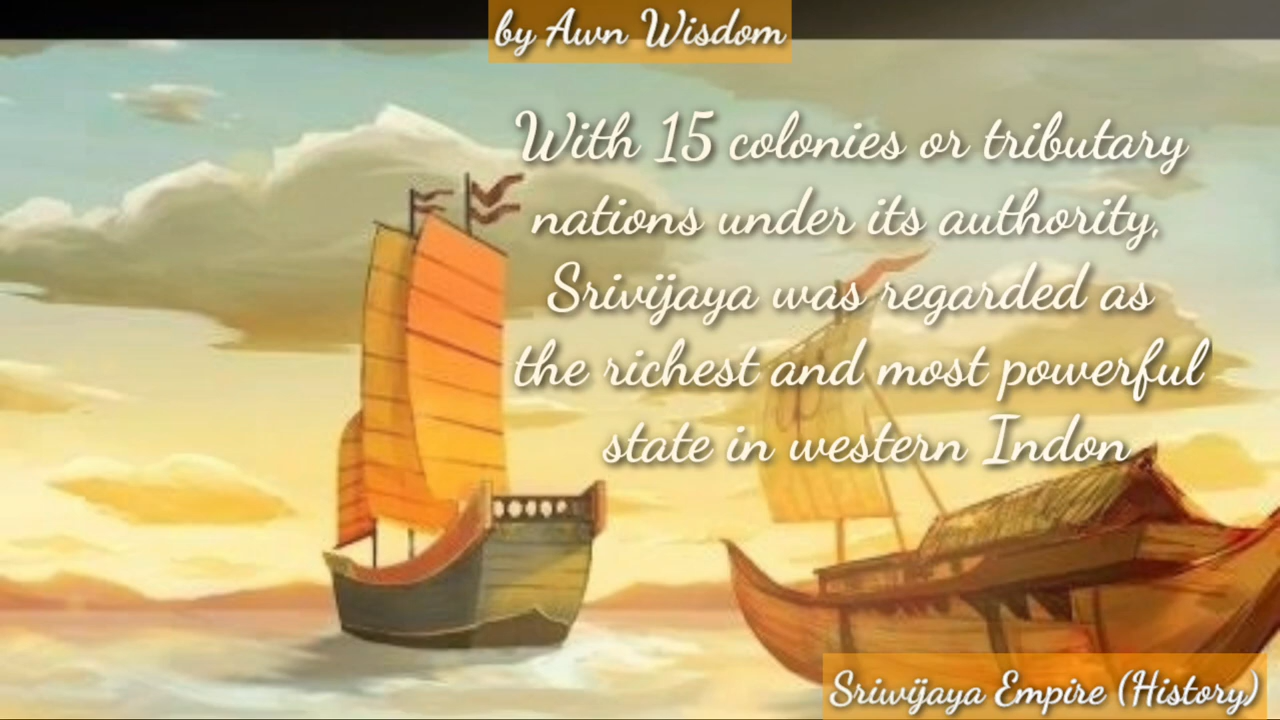 by Awn Wisdom
With 15 colonies or tributary
nations under its authority,
Srivijaya was regarded as
the richest and most powerful
state in western Indon
Sriwijaya Empire (History)